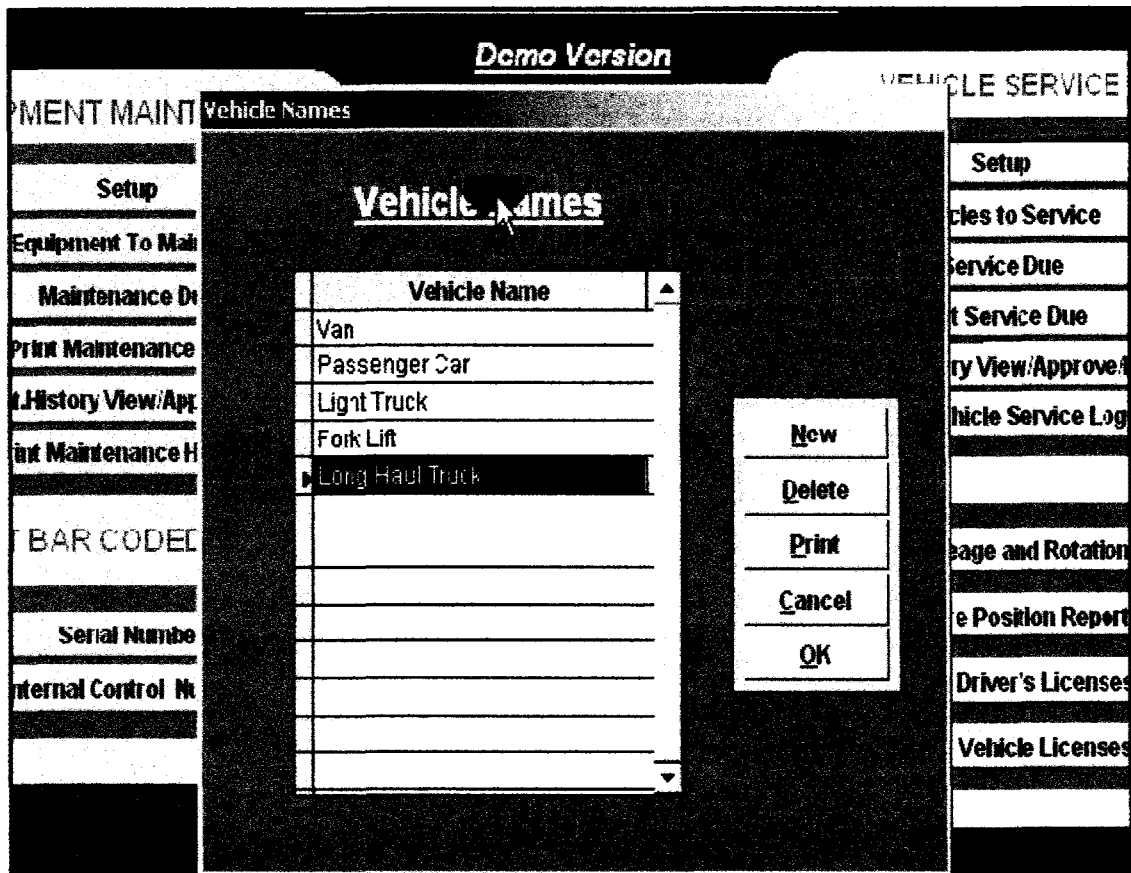 Demo Version
VEHICLE SERVICE
PMENT MAINT
Vehicle Names
Setup
Equipment To Mai
Maintenance D
Print Maintenance
t.History View/App
int Maintenance H
T BAR CODED
Serial Numbe
nternal Control Nu
Vehicle Names
Vehicle Name
Van
Passenger Car
Light Truck
Fork Lift
Long Haul Truck
New
Delete
Print
Cancel
OK
Setup
cles to Service
Service Due
t Service Due
ry View/Approve/
hicle Service Log
eage and Rotation
e Position Report
Driver's Licenses
Vehicle Licenses